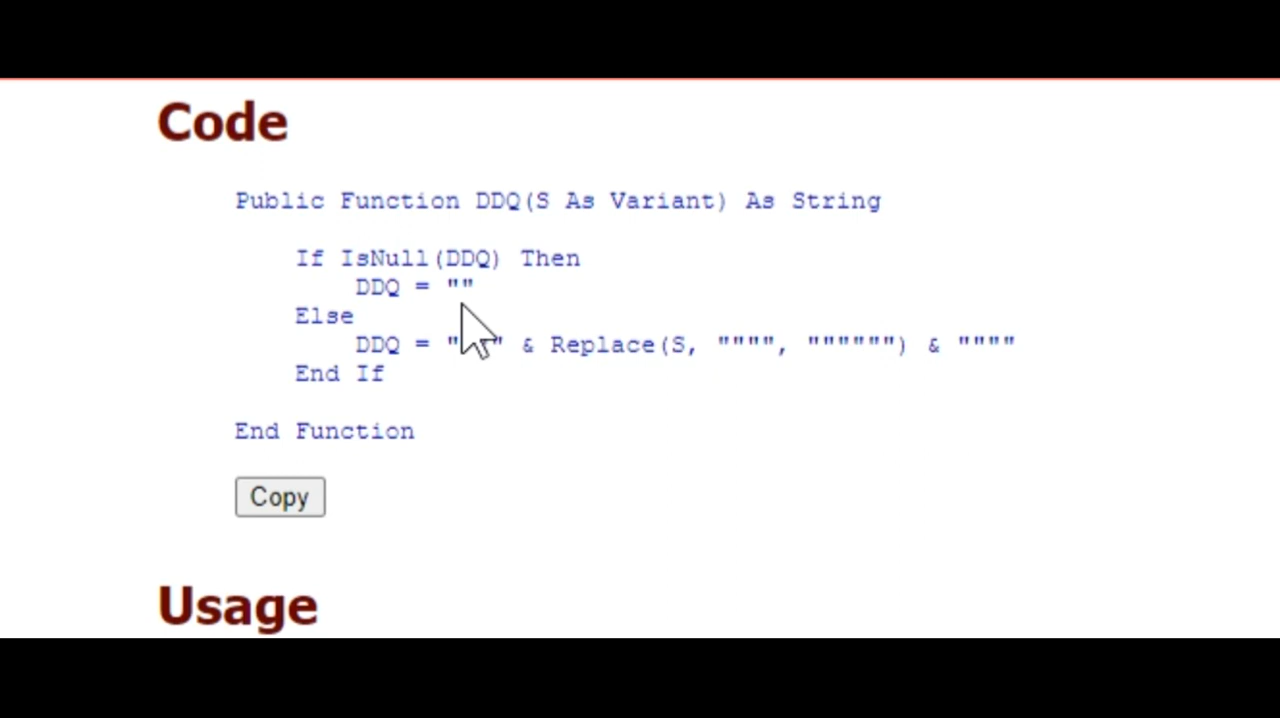 Code
Public Function DDQ(S As Variant) As String
If IsNull(DDQ) Then
DDQ = ""
Else
DDQ = " " & Replace(S, """", """""") & """"
End If
End Function
Copy
Usage